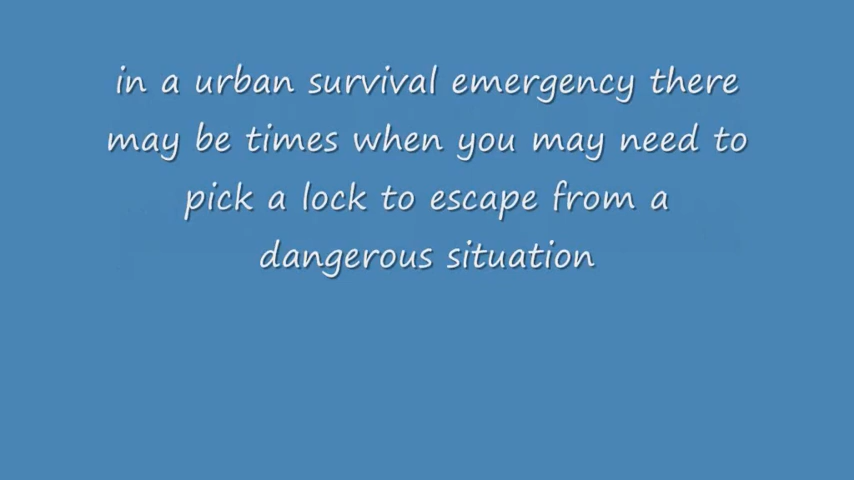 in a urban survival emergency there
may be times when you may need to
pick a lock to escape from a
dangerous situation